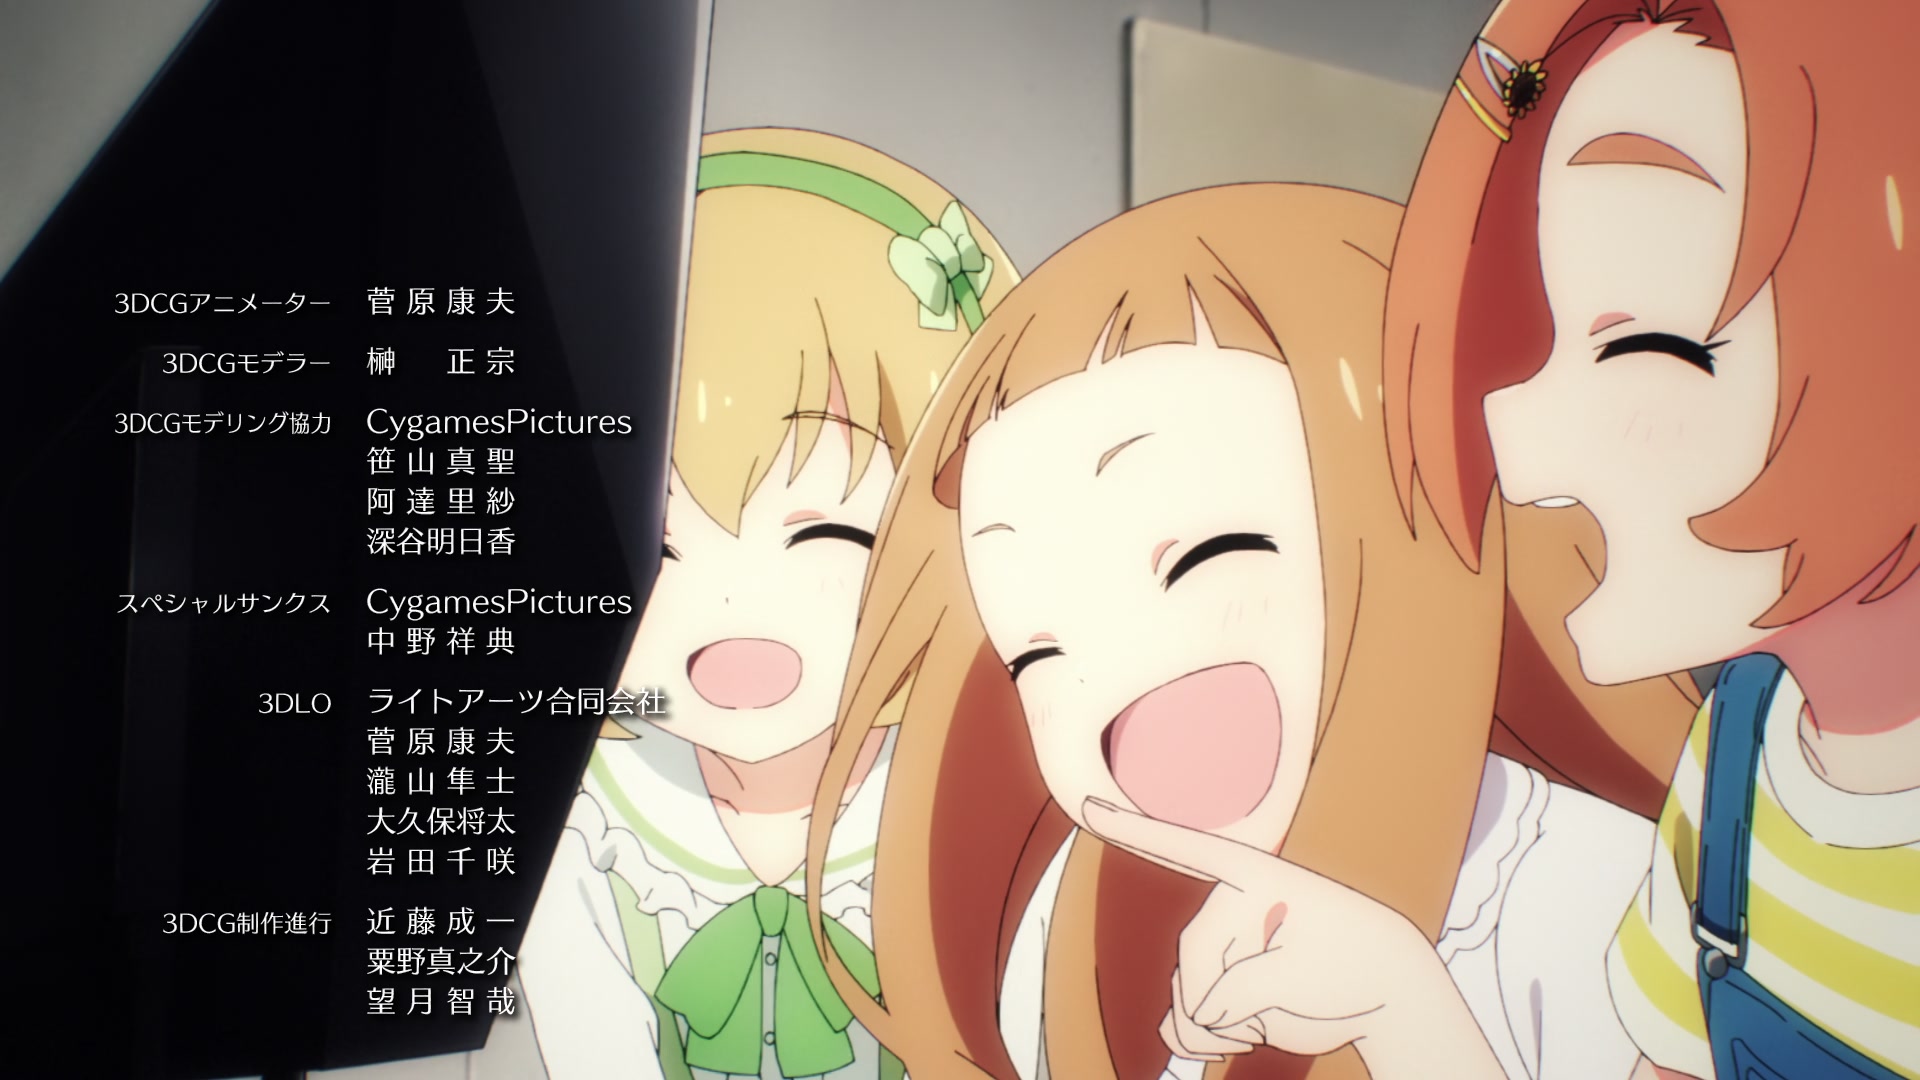 3DCGアニメーター 菅原康夫
3DCGモデラー 榊 正宗
3DCGモデリング協力 CygamesPictures
笹山真聖
阿達里紗
深谷明日香
スペシャルサンクス CygamesPictures
中野祥典
3DLO ライトアーツ合同会社
菅原康夫
瀧山隼士
大久保将太
岩田千咲
3DCG制作進行 近藤成一
粟野真之介
望月智哉